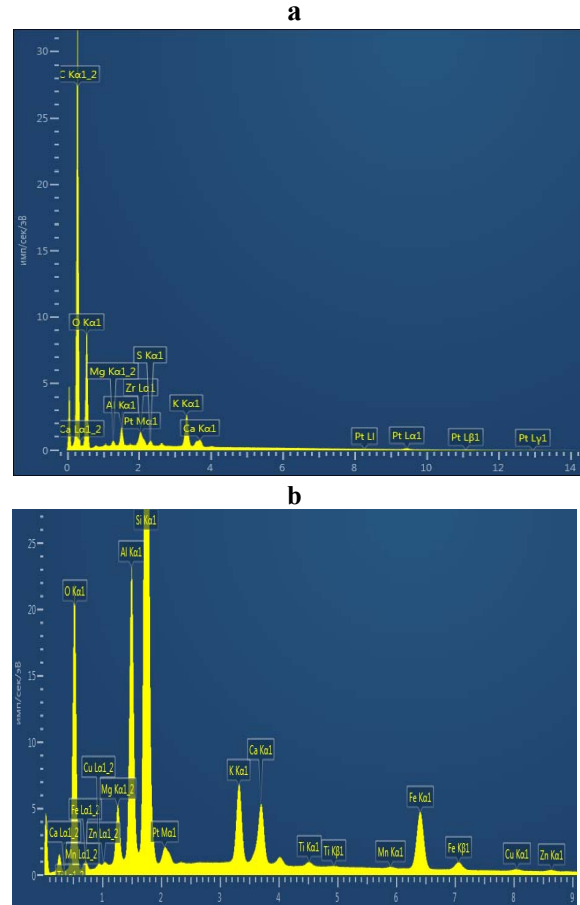 a
30
C Kα1_2
25
20
имп/сек/эВ
15
10
O Kα1
S Kα1
Mg Kα1_2
5
Zr Lα1
Al Kα1
K Kα1
Pt Mα1
Ca Lα1_2
Ca Kα1
Pt Ll
Pt Lα1
Pt Lβ1
Pt Lγ1
0
0 2 4 6 8 10 12 14
b
Si Kα1
25
Al Kα1
O Kα1
20
имп/сек/эВ
15
10
Ca Kα1
Cu Lα1_2
K Kα1
Mg Kα1_2
5
Fe Lα1_2
Fe Kα1
Ca Lα1_2
Zn Lα1_2
Pt Mα1
Mn Lα1_2
Ti Kα1
Ti Kβ1
Mn Kα1
Fe Kβ1
Cu Kα1
Zn Kα1
0
1 2 3 4 5 6 7 8 9